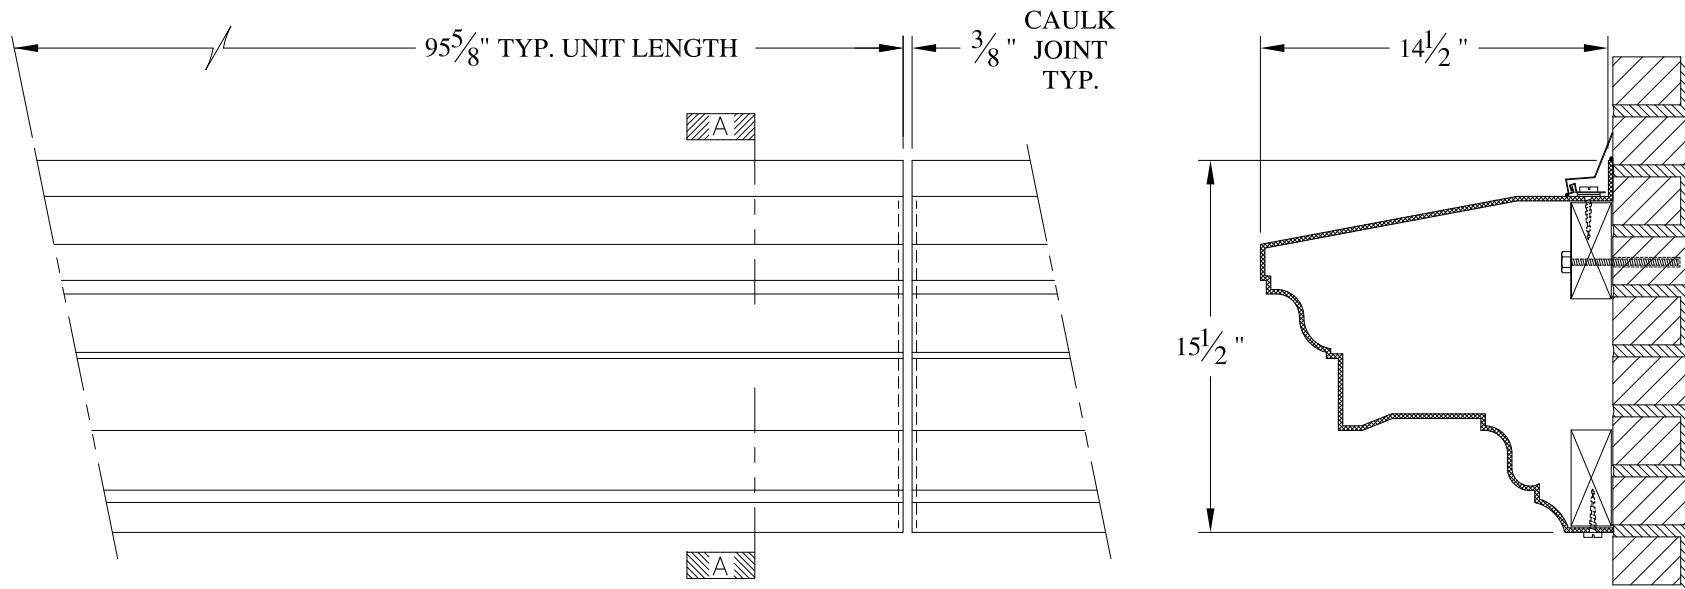 95⅝" TYP. UNIT LENGTH
⅜" CAULK
JOINT
TYP.
14½"
A
15½"
A